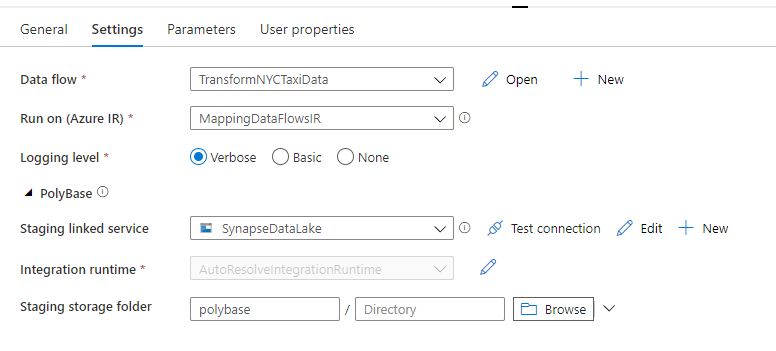 General Settings Parameters User properties
Data flow * TransformNYCTaxiData Open New
Run on (Azure IR) * MappingDataFlowsIR
Logging level * Verbose Basic None
PolyBase
Staging linked service SynapseDataLake Test connection Edit New
Integration runtime * AutoResolveIntegrationRuntime
Staging storage folder polybase / Directory Browse